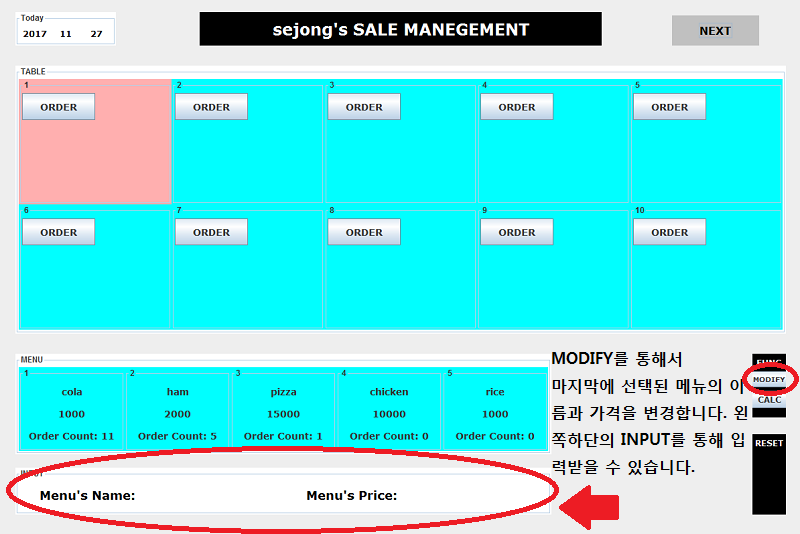 Today
2017 11 27
sejong's SALE MANEGEMENT
NEXT
TABLE
1 2 3 4 5
ORDER ORDER ORDER ORDER ORDER
6 7 8 9 10
ORDER ORDER ORDER ORDER ORDER
MENU
1 2 3 4 5
cola ham pizza chicken rice
1000 2000 15000 10000 1000
Order Count: 11 Order Count: 5 Order Count: 1 Order Count: 0 Order Count: 0
INPUT
Menu's Name: Menu's Price:
MODIFY를 통해서
마지막에 선택된 메뉴의 이
름과 가격을 변경합니다. 왼
쪽하단의 INPUT를 통해 입
력받을 수 있습니다.
FUNC
MODIFY
CALC
RESET